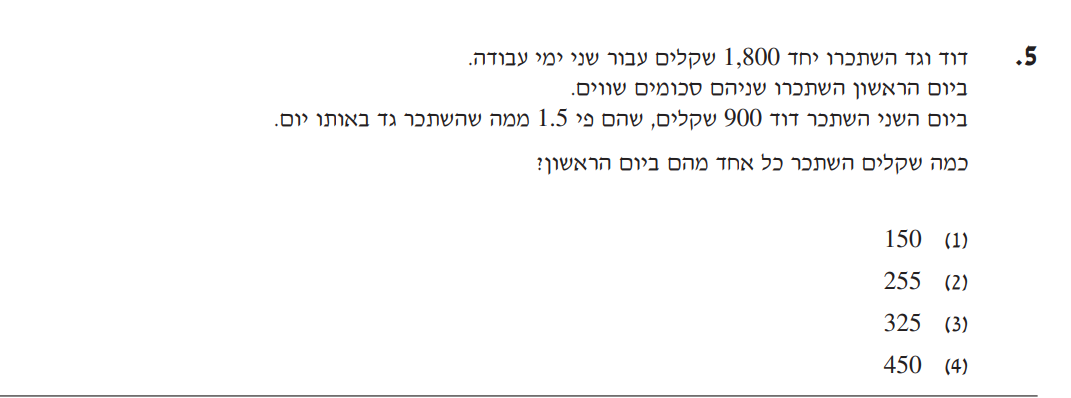 5. דוד וגד השתכרו יחד 1,800 שקלים עבור שני ימי עבודה.
ביום הראשון השתכרו שניהם סכומים שווים.
ביום השני השתכר דוד 900 שקלים, שהם פי 1.5 ממה שהשתכר גד באותו יום.
כמה שקלים השתכר כל אחד מהם ביום הראשון?
(1) 150
(2) 255
(3) 325
(4) 450